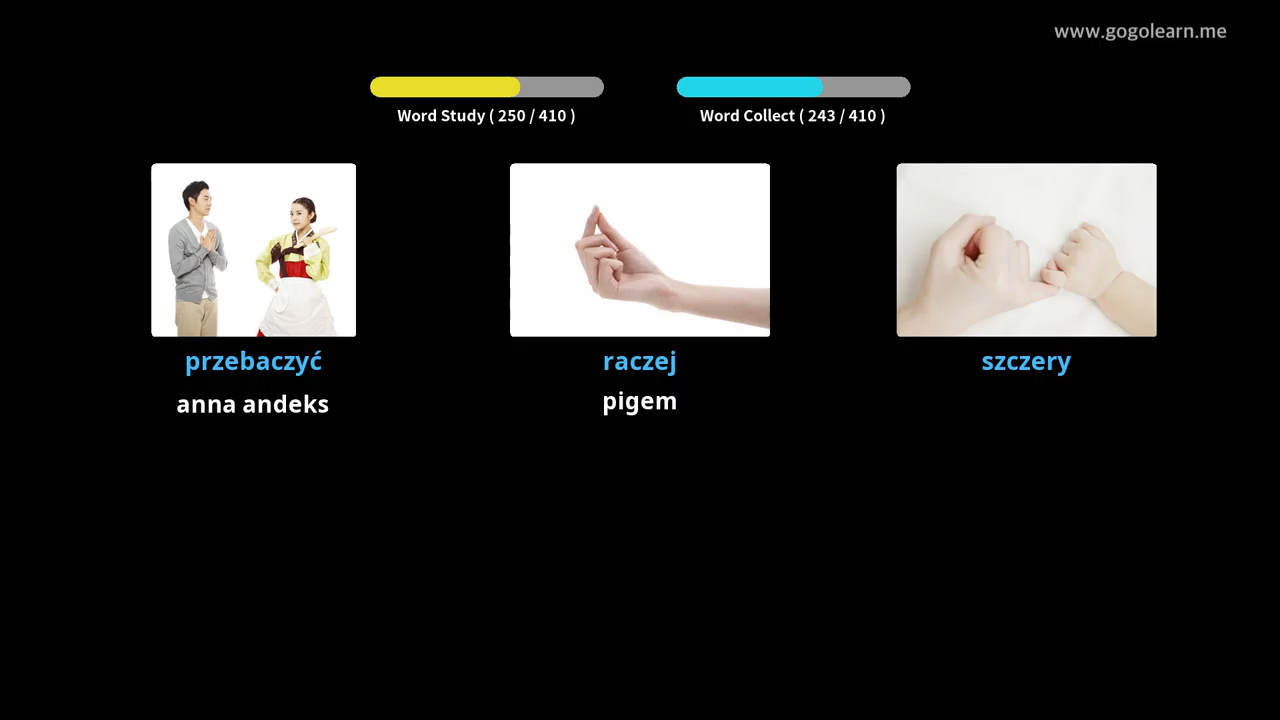 www.gogolearn.me
Word Study ( 250 / 410 )
Word Collect ( 243 / 410 )
przebaczyć
raczej
szczery
anna andeks
pigem